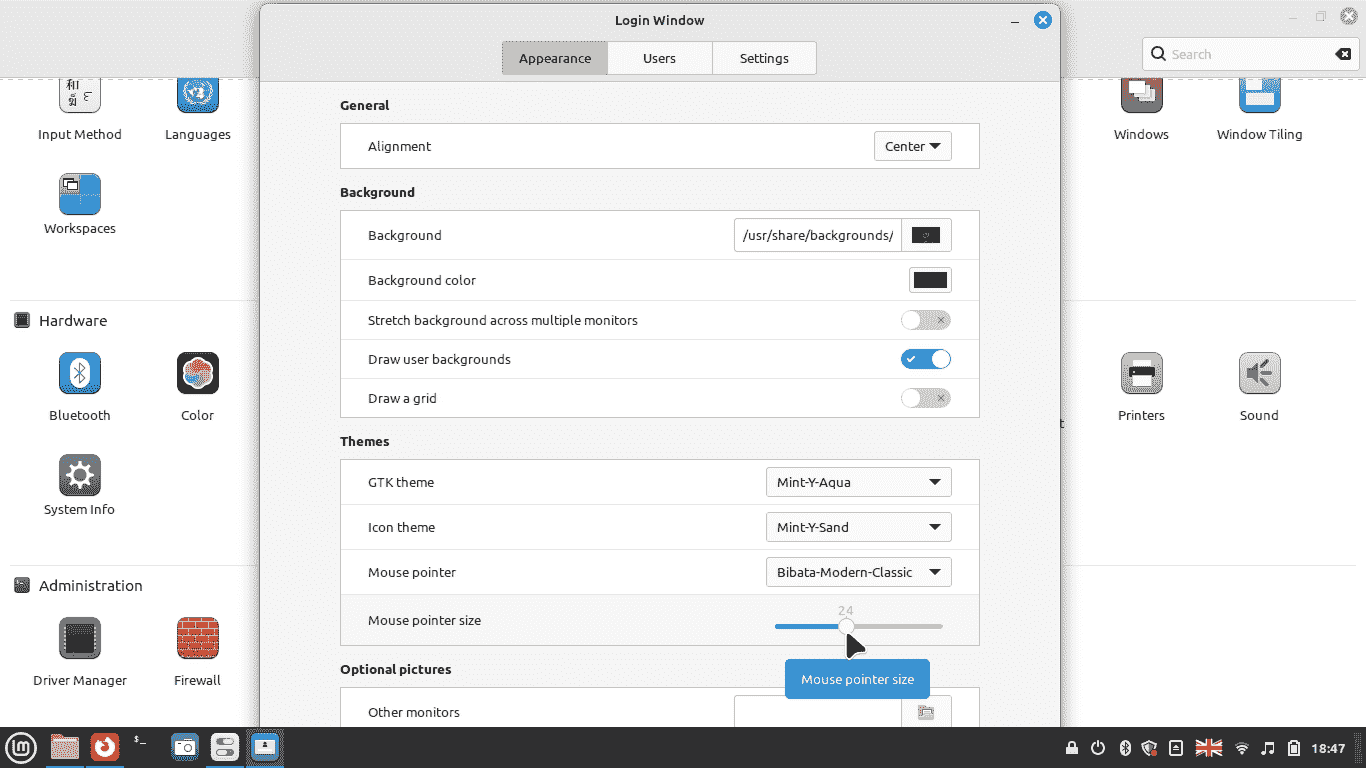 Login Window
Appearance
Users
Settings
Search
Input Method
Languages
Windows
Window Tiling
Workspaces
General
Alignment
Center
Background
Background
/usr/share/backgrounds/
Background color
Stretch background across multiple monitors
Draw user backgrounds
Draw a grid
Hardware
Bluetooth
Color
Printers
Sound
System Info
Themes
GTK theme
Mint-Y-Aqua
Icon theme
Mint-Y-Sand
Mouse pointer
Bibata-Modern-Classic
Mouse pointer size
24
Mouse pointer size
Administration
Driver Manager
Firewall
Optional pictures
Other monitors
18:47